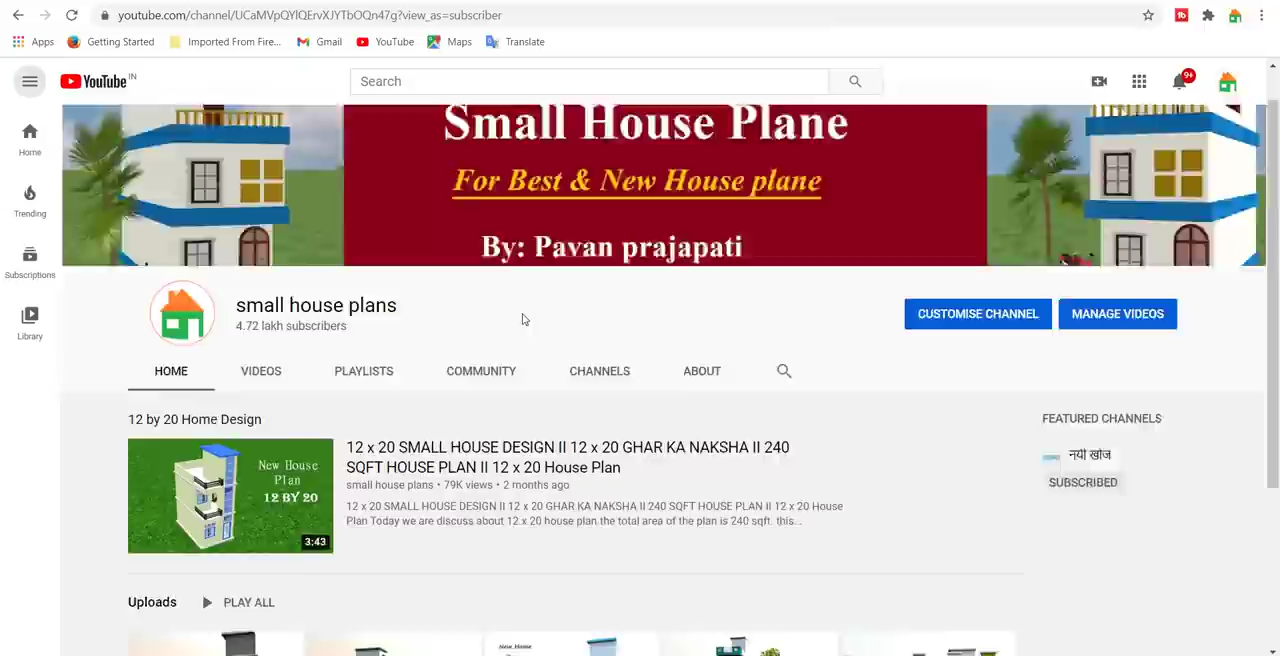 youtube.com/channel/UCaMVpQYlQErvXJYTbOQn47g?view_as=subscriber
Apps
Getting Started
Imported From Fire...
Gmail
YouTube
Maps
Translate
YouTube IN
Search
9+
Home
Trending
Subscriptions
Library
Small House Plane
For Best & New House plane
By: Pavan prajapati
small house plans
4.72 lakh subscribers
CUSTOMISE CHANNEL
MANAGE VIDEOS
HOME
VIDEOS
PLAYLISTS
COMMUNITY
CHANNELS
ABOUT
12 by 20 Home Design
New House
Plan
12 BY 20
3:43
12 x 20 SMALL HOUSE DESIGN II 12 x 20 GHAR KA NAKSHA II 240
SQFT HOUSE PLAN II 12 x 20 House Plan
small house plans • 79K views • 2 months ago
12 x 20 SMALL HOUSE DESIGN II 12 x 20 GHAR KA NAKSHA II 240 SQFT HOUSE PLAN II 12 x 20 House
Plan Today we are discuss about 12 x 20 house plan.the total area of the plan is 240 sqft. this...
FEATURED CHANNELS
नयी खोज
SUBSCRIBED
Uploads
PLAY ALL
New House